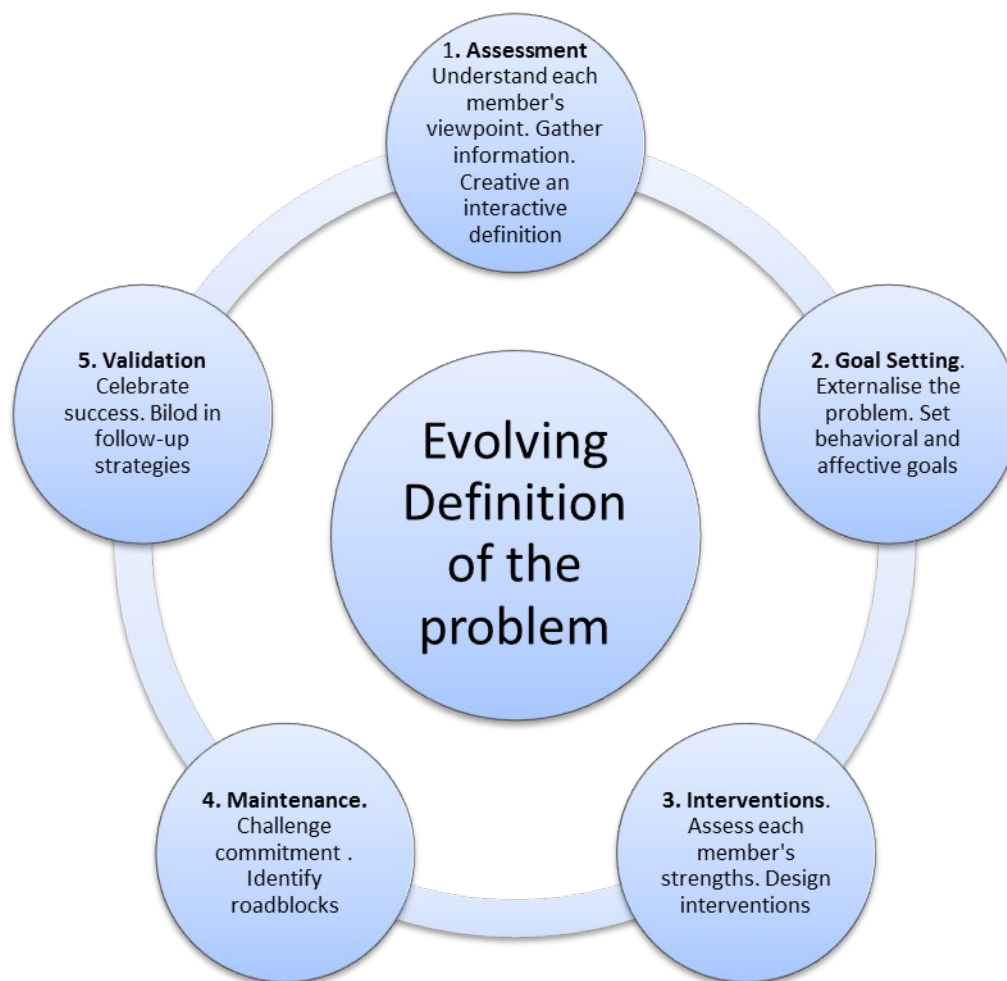 1. Assessment
Understand each
member's
viewpoint. Gather
information.
Creative an
interactive
definition
2. Goal Setting.
Externalise the
problem. Set
behavioral and
affective goals
3. Interventions.
Assess each
member's
strengths. Design
interventions
4. Maintenance.
Challenge
commitment .
Identify
roadblocks
5. Validation
Celebrate
success. Bilod in
follow-up
strategies
Evolving
Definition
of the
problem